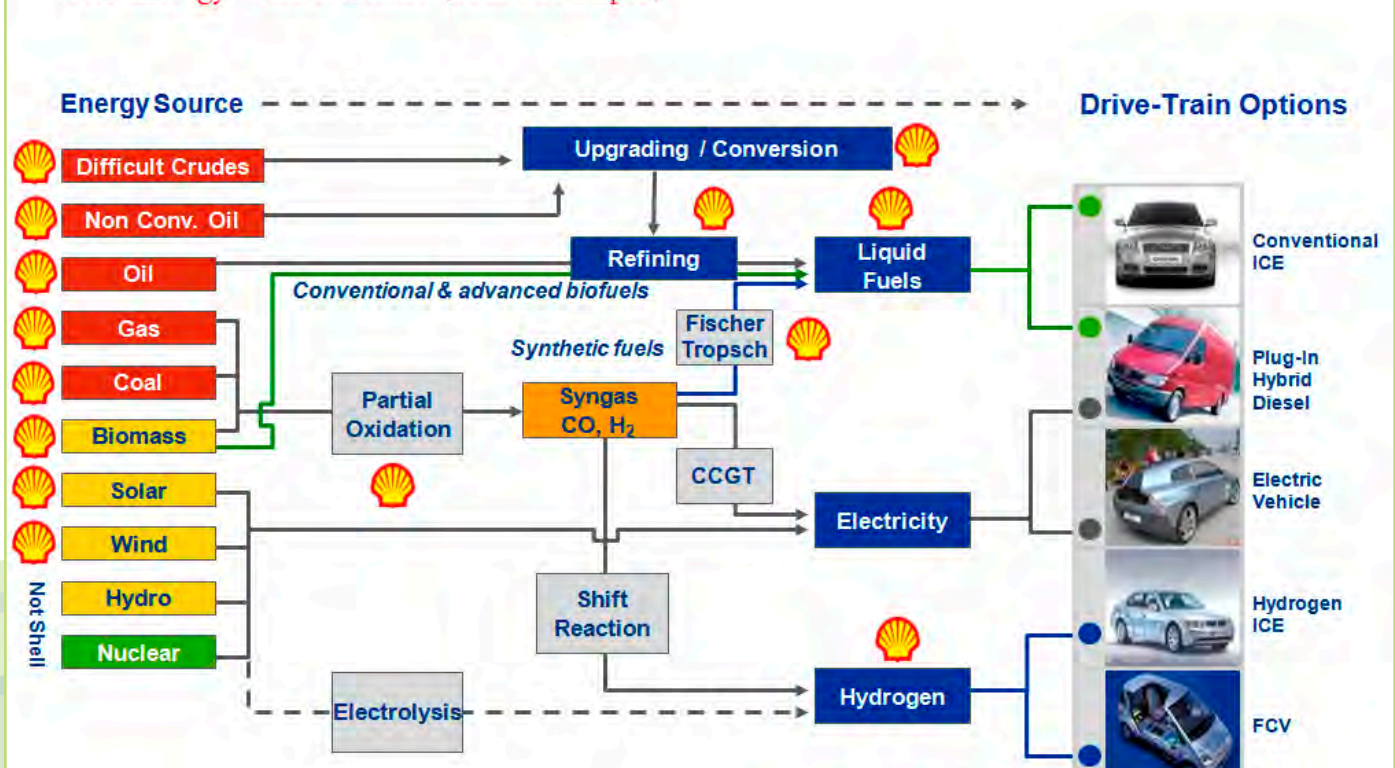 Energy Source
Drive-Train Options
Difficult Crudes
Upgrading / Conversion
Non Conv. Oil
Oil
Refining
Liquid
Fuels
Conventional
ICE
Conventional & advanced biofuels
Gas
Fischer
Tropsch
Synthetic fuels
Plug-In
Hybrid
Diesel
Coal
Partial
Oxidation
Syngas
CO, H₂
Biomass
CCGT
Solar
Electric
Vehicle
Electricity
Wind
Hydro
Not Shell
Shift
Reaction
Hydrogen
ICE
Nuclear
Hydrogen
Electrolysis
FCV